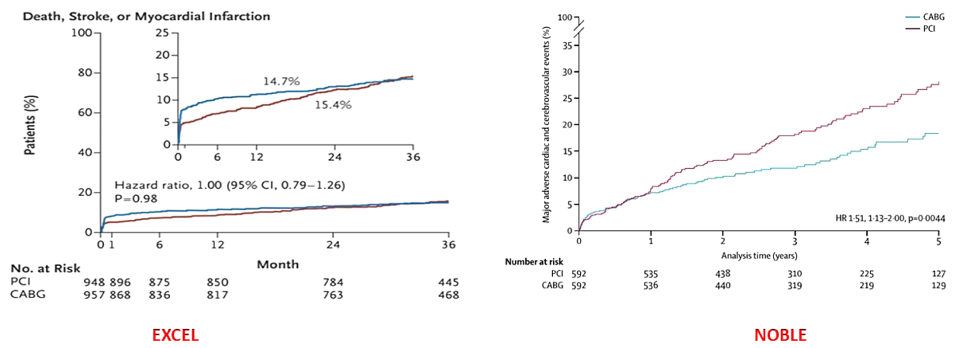 Death, Stroke, or Myocardial Infarction
100
80
60
40
20
0
Patients (%)
25
20
15
10
5
0
14.7%
15.4%
0 6 12 24 36
Hazard ratio, 1.00 (95% CI, 0.79–1.26)
P=0.98
0 1 6 12 24 36
Month
No. at Risk
PCI 948 896 875 850 784 445
CABG 957 868 836 817 763 468
EXCEL
CABG
PCI
100
35
30
25
20
15
10
5
0
Major adverse cardiac and cerebrovascular events (%)
HR 1·51, 1·13–2·00, p=0·0044
0 1 2 3 4 5
Analysis time (years)
Number at risk
PCI 592 535 438 310 225 127
CABG 592 536 440 319 219 129
NOBLE